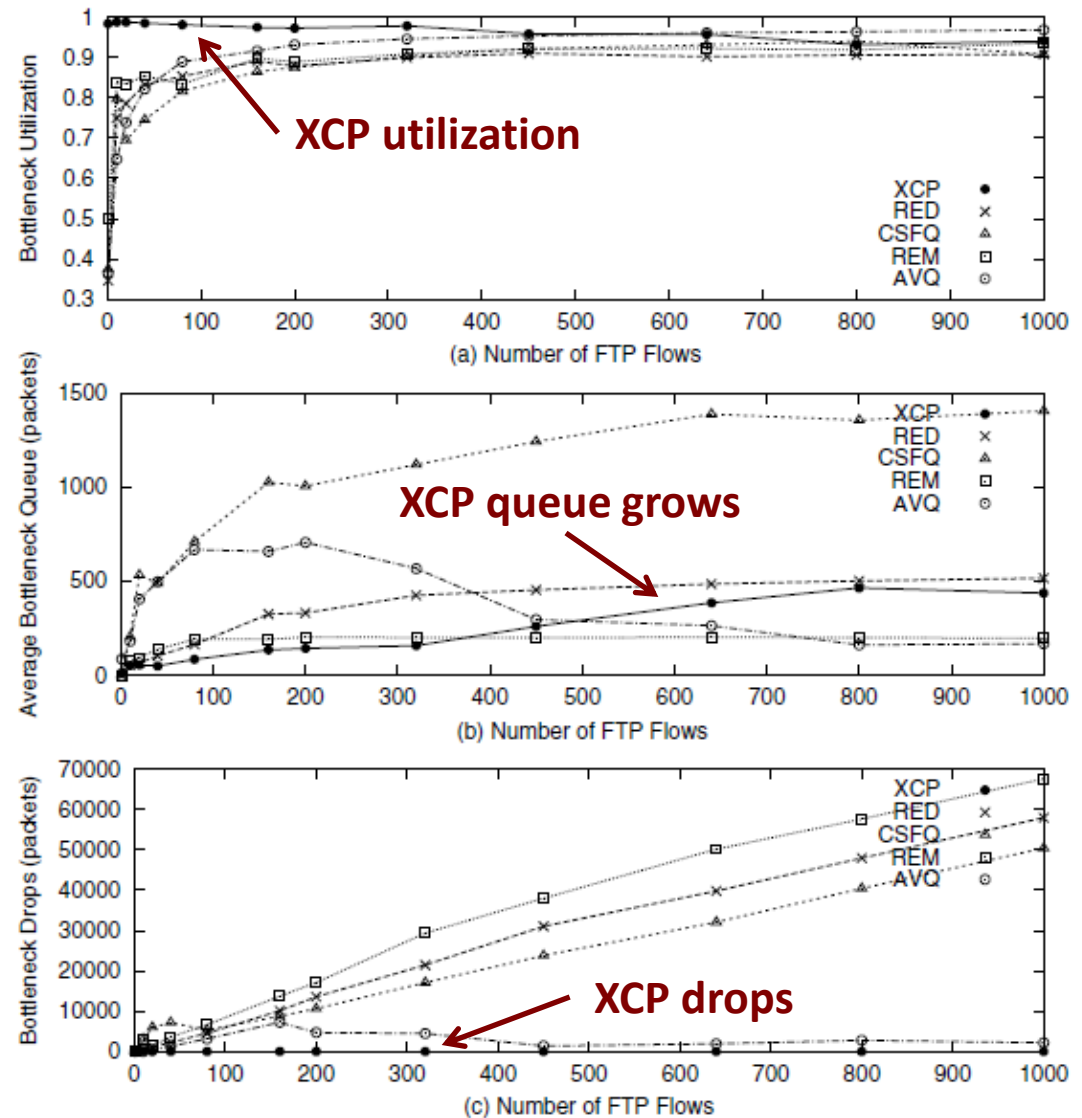 Bottleneck Utilization
1
0.9
0.8
0.7
0.6
0.5
0.4
0.3
XCP utilization
XCP
RED
CSFQ
REM
AVQ
0 100 200 300 400 500 600 700 800 900 1000
(a) Number of FTP Flows
Average Bottleneck Queue (packets)
1500
1000
500
0
XCP queue grows
XCP
RED
CSFQ
REM
AVQ
0 100 200 300 400 500 600 700 800 900 1000
(b) Number of FTP Flows
Bottleneck Drops (packets)
70000
60000
50000
40000
30000
20000
10000
0
XCP
RED
CSFQ
REM
AVQ
XCP drops
0 100 200 300 400 500 600 700 800 900 1000
(c) Number of FTP Flows